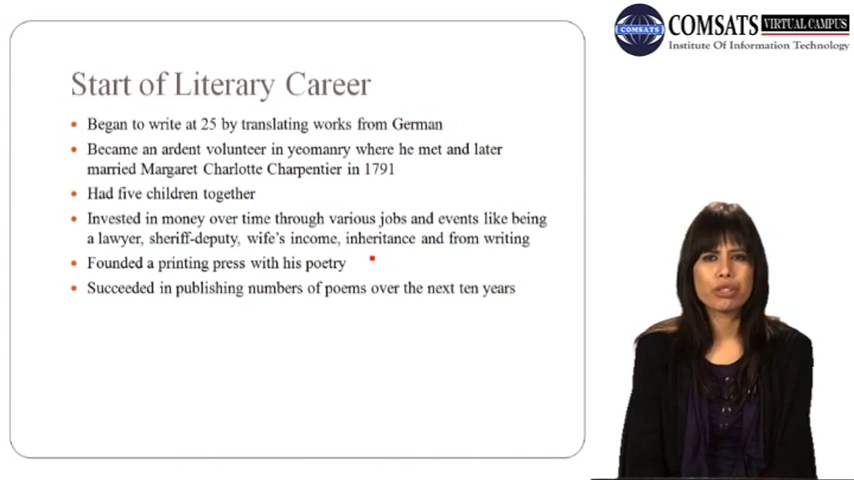 COMSATS VIRTUAL CAMPUS
COMSATS
Institute Of Information Technology
Start of Literary Career
• Began to write at 25 by translating works from German
• Became an ardent volunteer in yeomanry where he met and later
married Margaret Charlotte Charpentier in 1791
• Had five children together
• Invested in money over time through various jobs and events like being
a lawyer, sheriff-deputy, wife's income, inheritance and from writing
• Founded a printing press with his poetry
• Succeeded in publishing numbers of poems over the next ten years